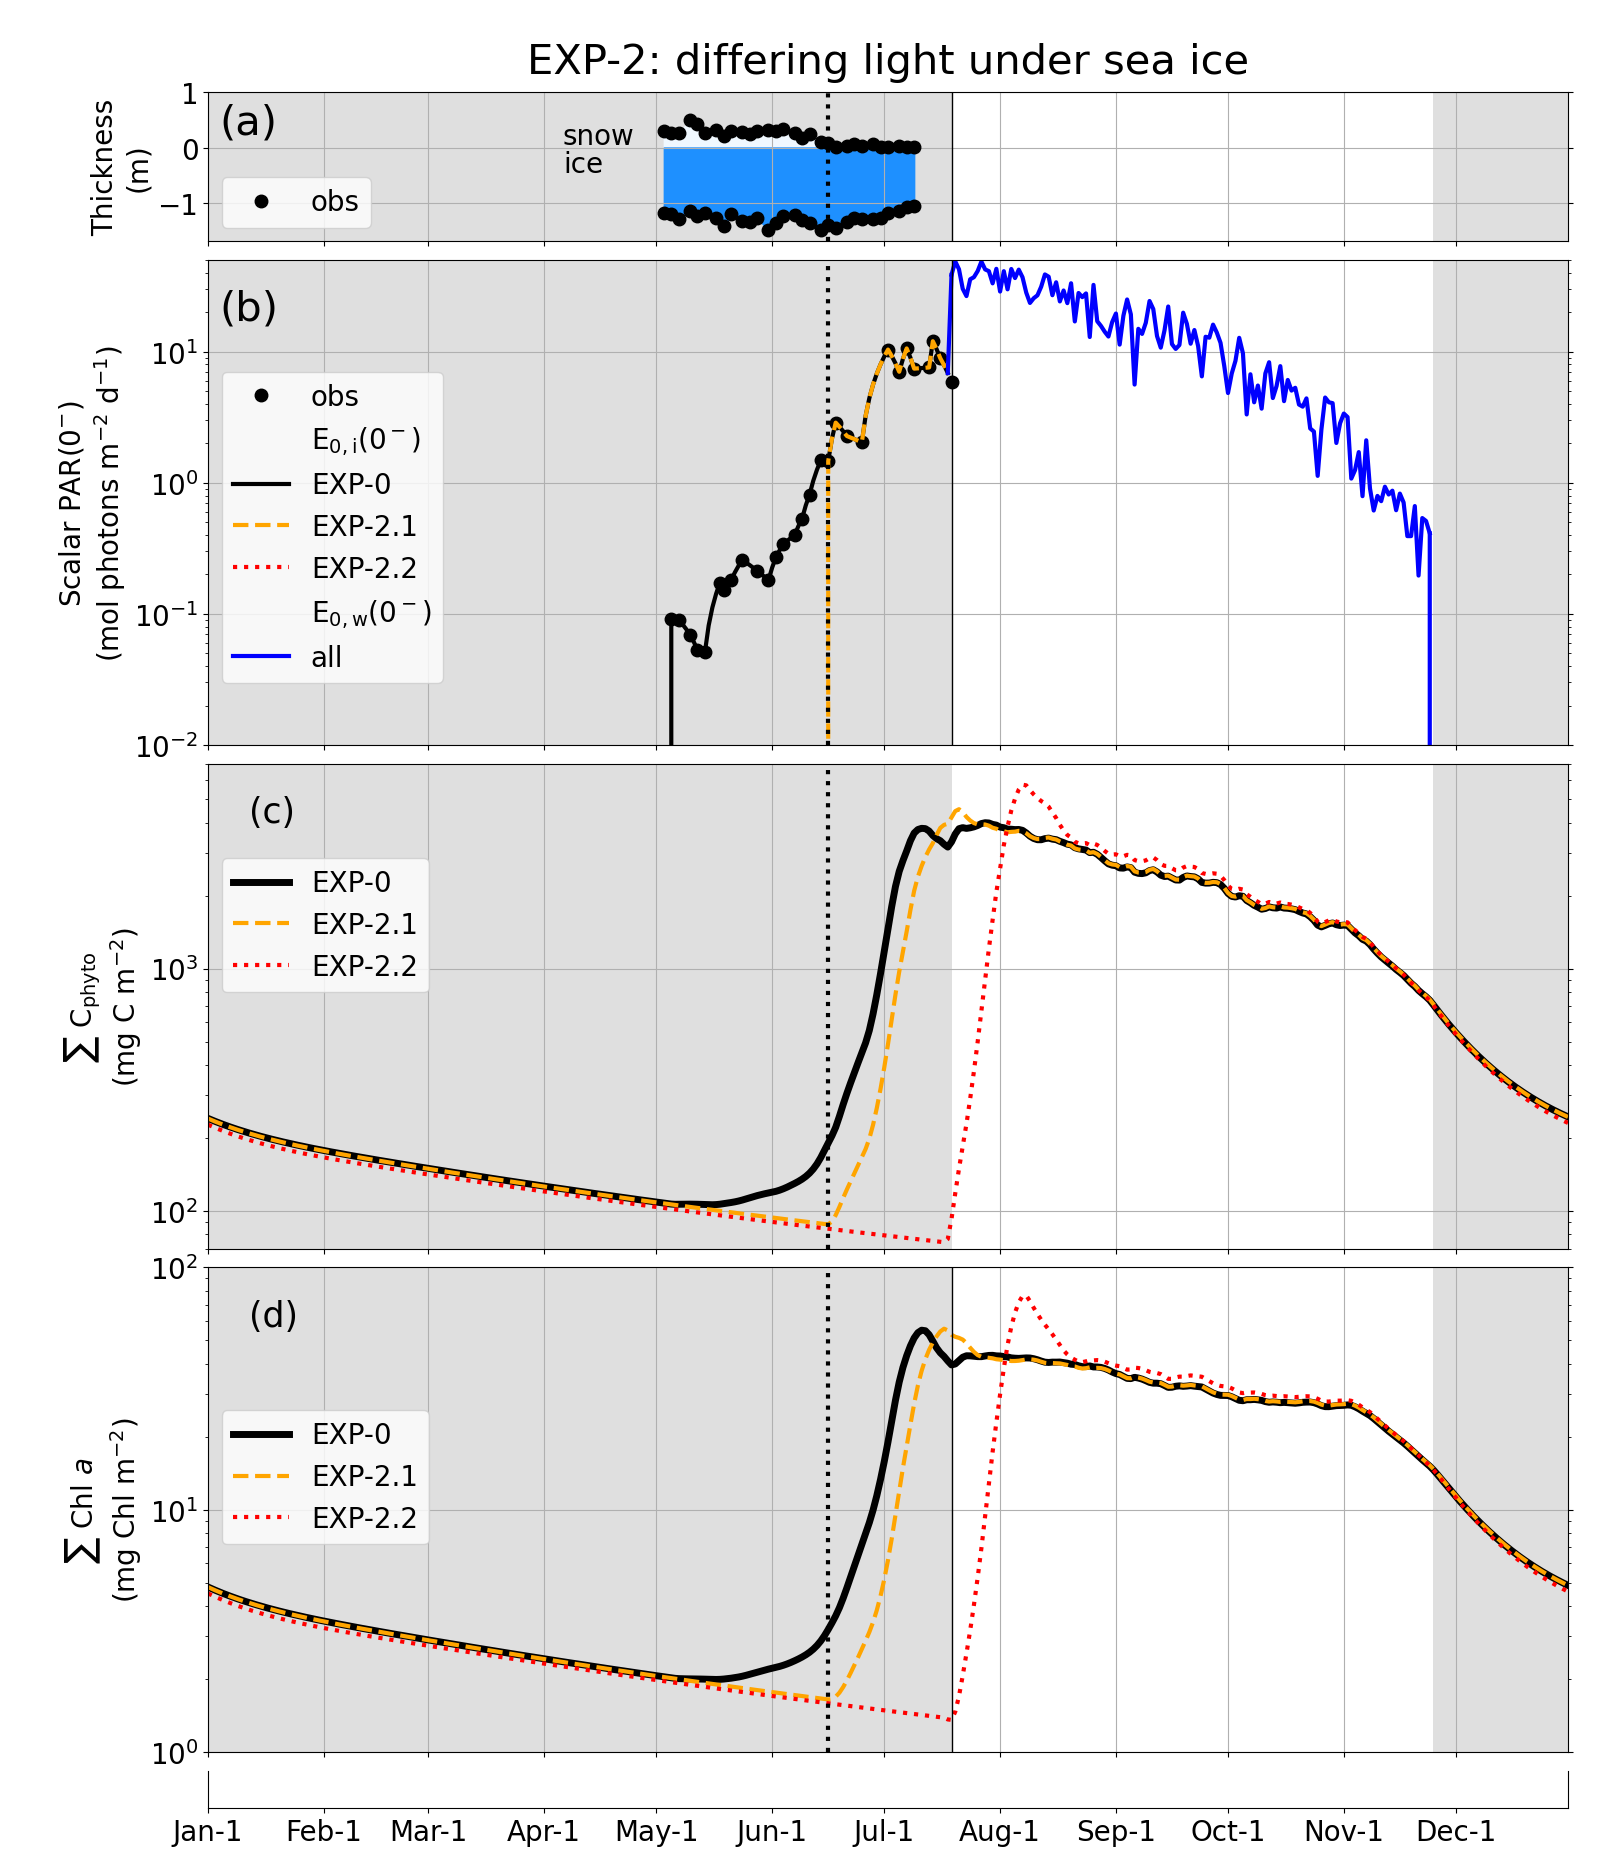 EXP-2: differing light under sea ice
(a)
snow
ice
obs
1
0
−1
Thickness
(m)
(b)
obs
E0,i(0⁻)
EXP-0
EXP-2.1
EXP-2.2
E0,w(0⁻)
all
10¹
10⁰
10⁻¹
10⁻²
Scalar PAR(0⁻)
(mol photons m⁻² d⁻¹)
(c)
EXP-0
EXP-2.1
EXP-2.2
10³
10²
∑ Cphyto
(mg C m⁻²)
(d)
EXP-0
EXP-2.1
EXP-2.2
10²
10¹
10⁰
∑ Chl a
(mg Chl m⁻²)
Jan-1 Feb-1 Mar-1 Apr-1 May-1 Jun-1 Jul-1 Aug-1 Sep-1 Oct-1 Nov-1 Dec-1